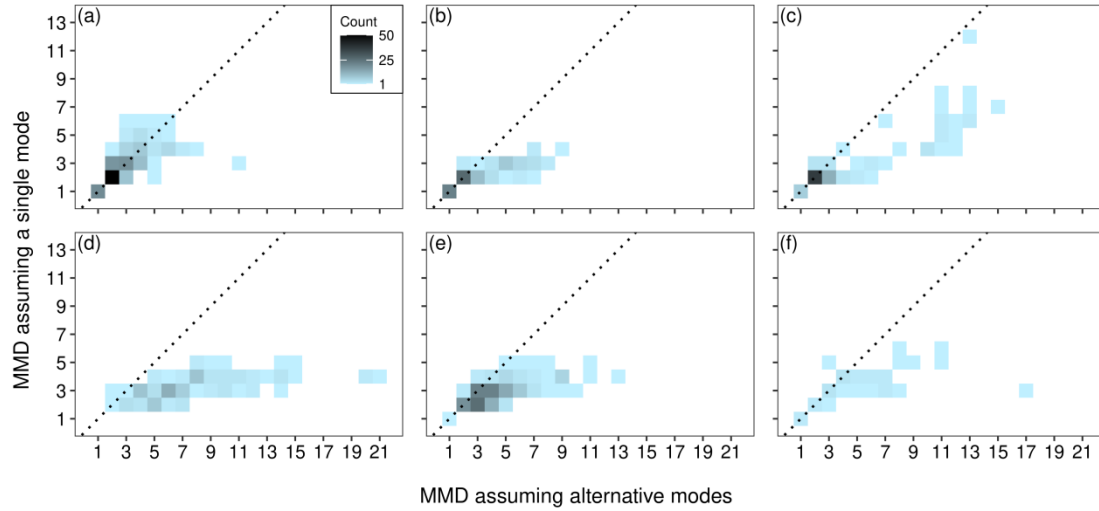 (a)
Count
50
25
1
(b)
(c)
13
11
9
7
5
3
1
(d)
(e)
(f)
13
11
9
7
5
3
1
1 3 5 7 9 11 13 15 17 19 21
1 3 5 7 9 11 13 15 17 19 21
1 3 5 7 9 11 13 15 17 19 21
MMD assuming a single mode
MMD assuming alternative modes